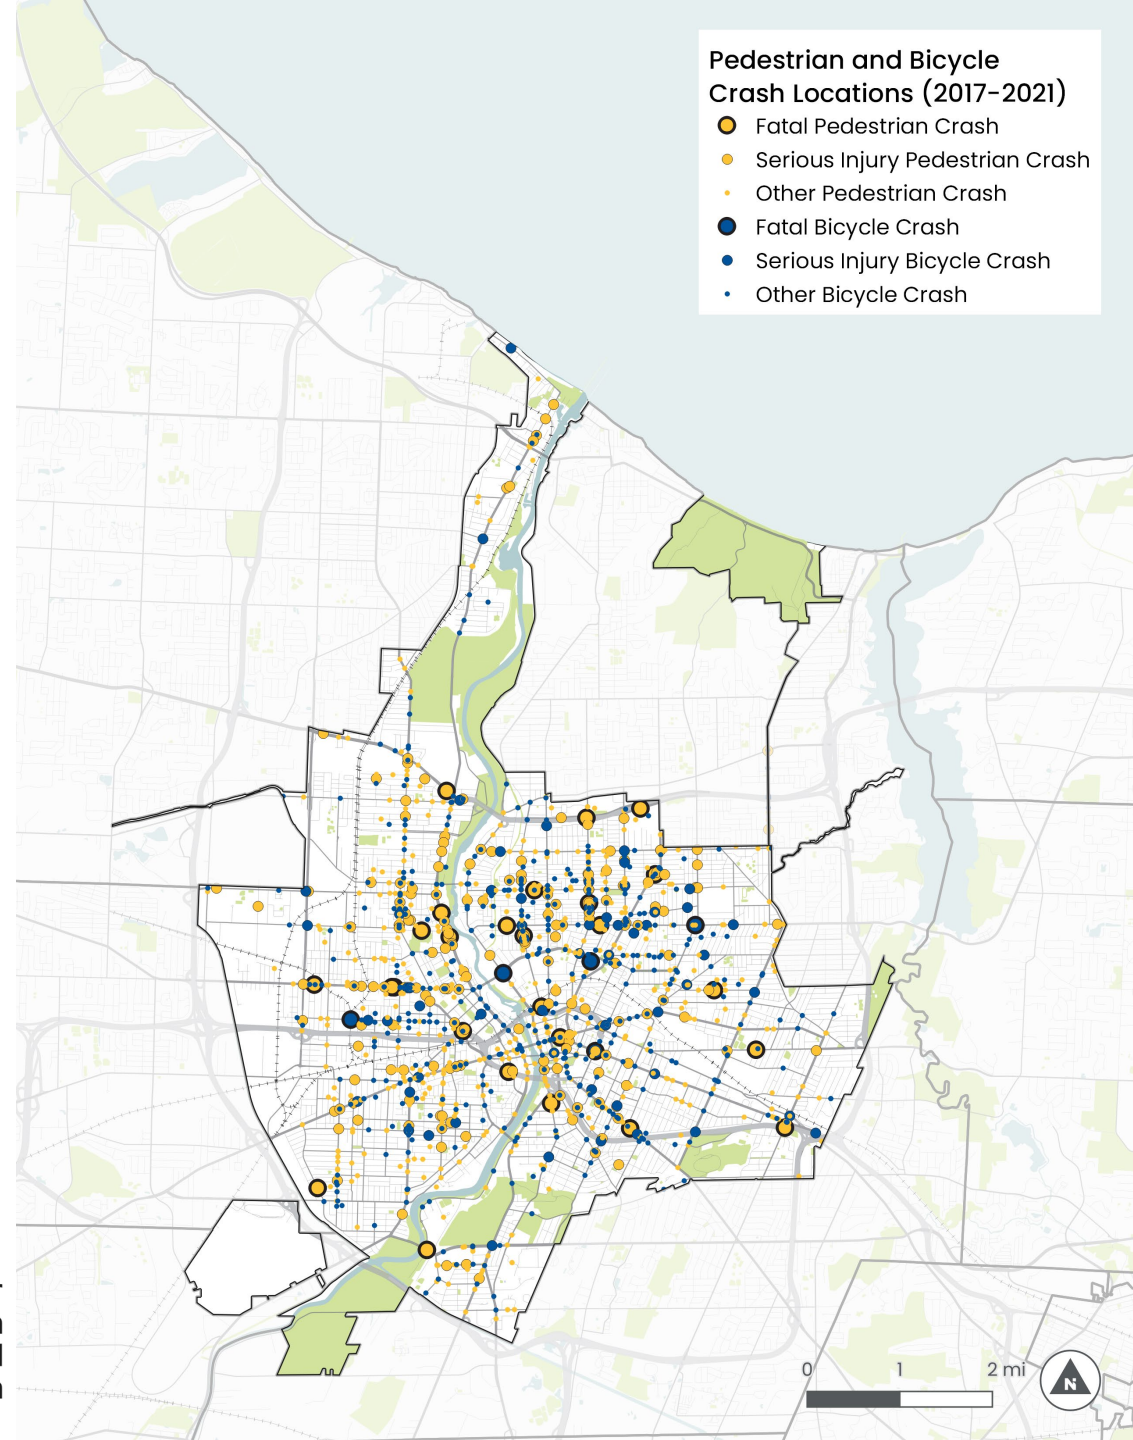 Pedestrian and Bicycle
Crash Locations (2017-2021)
Fatal Pedestrian Crash
Serious Injury Pedestrian Crash
Other Pedestrian Crash
Fatal Bicycle Crash
Serious Injury Bicycle Crash
Other Bicycle Crash
0 1 2 mi
N